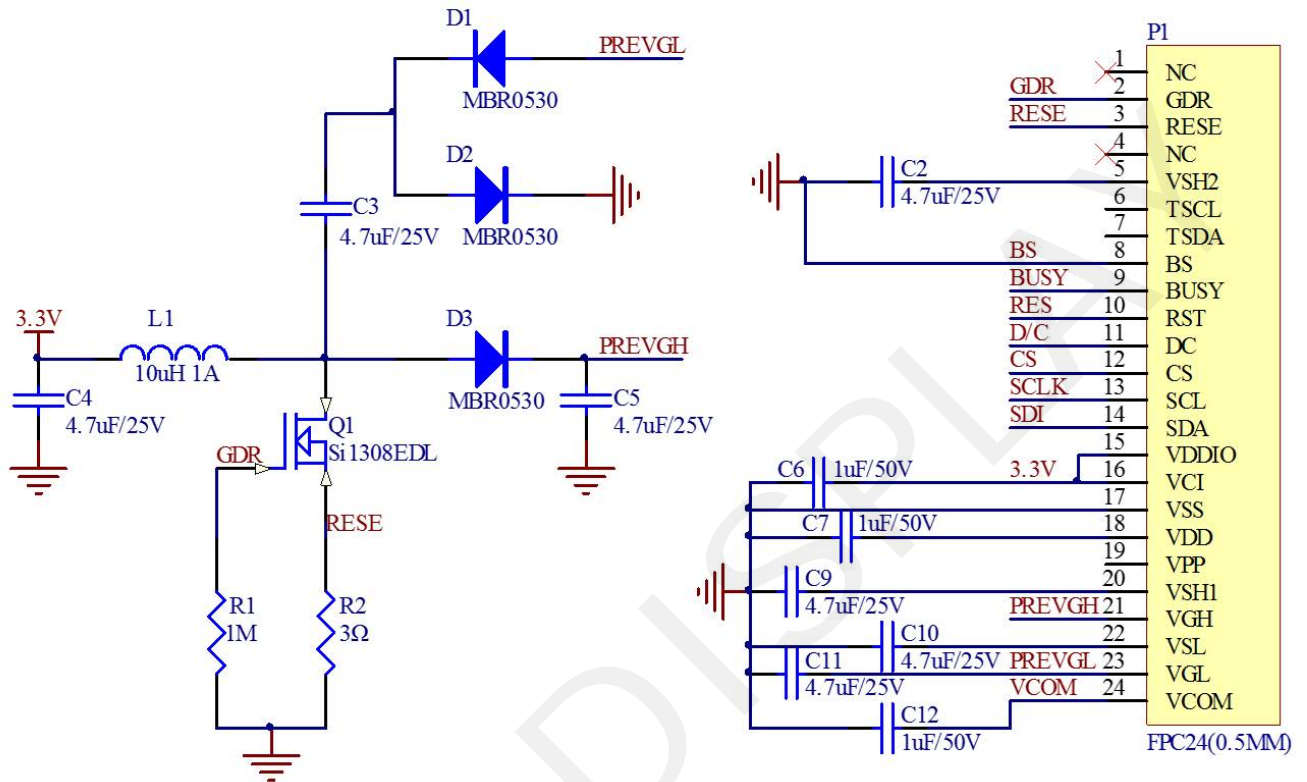 D1
PREVGL
MBR0530
D2
MBR0530
C3
4.7uF/25V
3.3V
L1
10uH 1A
D3
PREVGH
MBR0530
C4
4.7uF/25V
C5
4.7uF/25V
Q1
Si1308EDL
GDR
RESE
R1
1M
R2
3Ω
P1
1 NC
GDR 2 GDR
RESE 3 RESE
4 NC
C2
4.7uF/25V
5 VSH2
6 TSCL
7 TSDA
BS 8 BS
BUSY 9 BUSY
RES 10 RST
D/C 11 DC
CS 12 CS
SCLK 13 SCL
SDI 14 SDA
15 VDDIO
C6 1uF/50V 3.3V 16 VCI
17 VSS
C7 1uF/50V 18 VDD
19 VPP
C9
4.7uF/25V
20 VSH1
PREVGH 21 VGH
C10
4.7uF/25V
22 VSL
C11
4.7uF/25V
PREVGL 23 VGL
VCOM 24 VCOM
C12
1uF/50V
FPC24(0.5MM)
DISPLAY